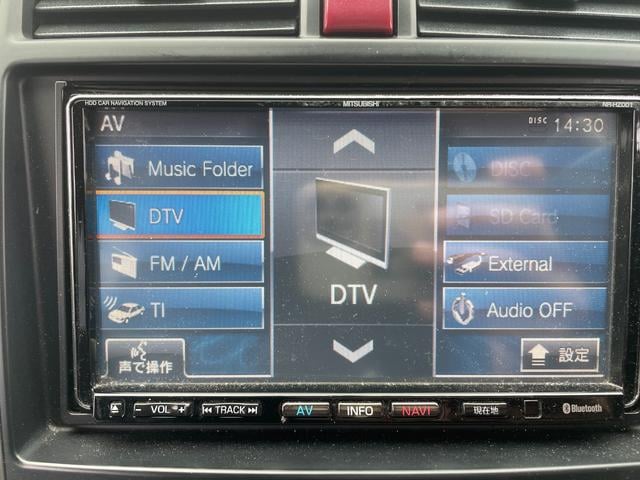 HDD CAR NAVIGATION SYSTEM
MITSUBISHI
NR-HZ001
AV
DISC 14:30
Music Folder
DISC
DTV
SD Card
FM / AM
External
TI
Audio OFF
DTV
声で操作
設定
- VOL +
TRACK
AV
INFO
NAVI
現在地
Bluetooth